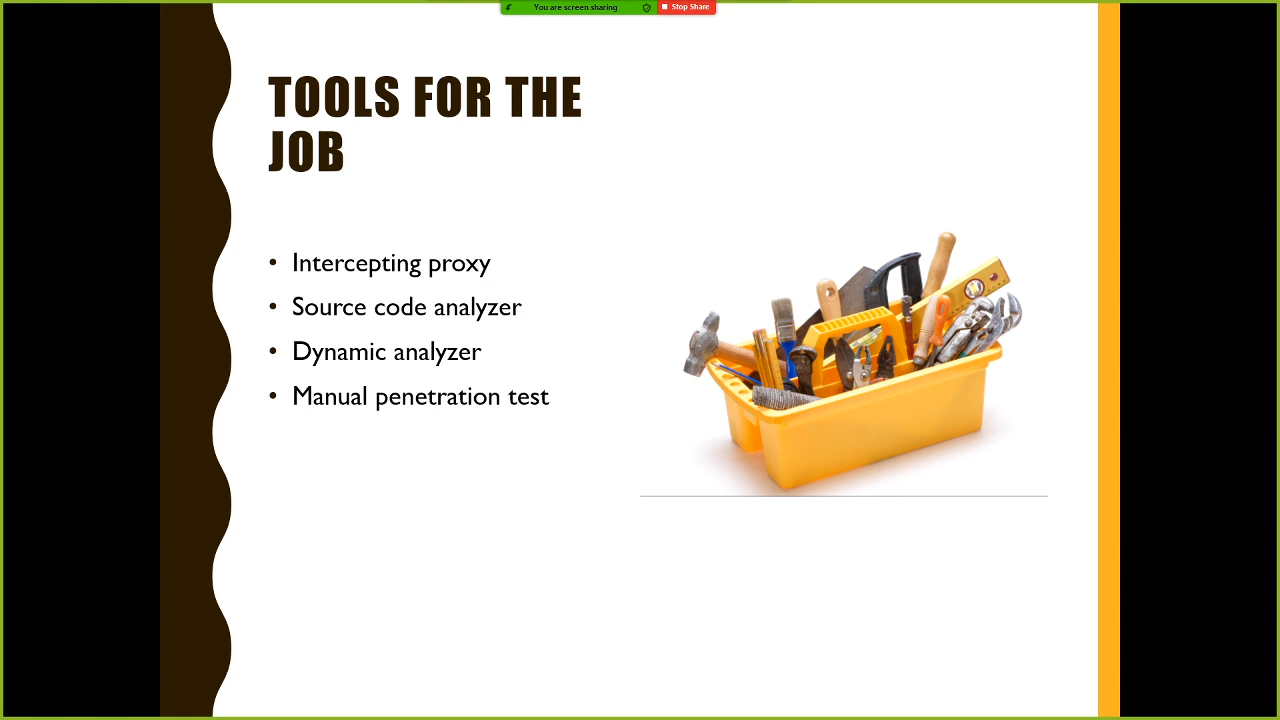 You are screen sharing
Stop Share
TOOLS FOR THE
JOB
• Intercepting proxy
• Source code analyzer
• Dynamic analyzer
• Manual penetration test